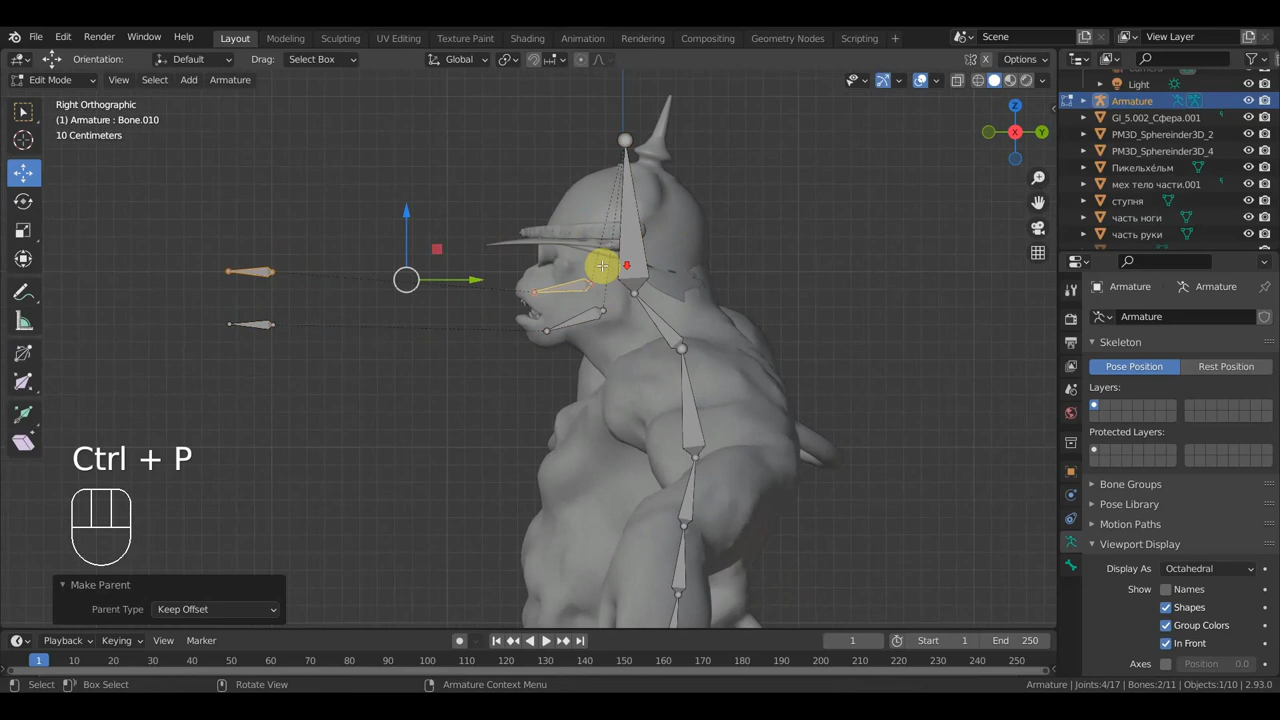 File Edit Render Window Help Layout Modeling Sculpting UV Editing Texture Paint Shading Animation Rendering Compositing Geometry Nodes Scripting + Scene View Layer
Orientation: Default Drag: Select Box Global Options
Edit Mode View Select Add Armature
Right Orthographic
(1) Armature : Bone.010
10 Centimeters
Z
Y
X
Light
Armature
GI_5.002_Сфера.001
PM3D_Sphereinder3D_2
PM3D_Sphereinder3D_4
Пикельхе́льм
мех тело части.001
ступня
часть ноги
часть руки
Armature Armature
Armature
Skeleton
Pose Position Rest Position
Layers:
Protected Layers:
Bone Groups
Pose Library
Motion Paths
Viewport Display
Display As Octahedral
Show Names
Shapes
Group Colors
In Front
Axes Position 0.0
Ctrl + P
Make Parent
Parent Type Keep Offset
Playback Keying View Marker 1 Start 1 End 250
1 10 20 30 40 50 60 70 80 90 100 110 120 130 140 150 160 170 180 190 200 210 220 230 240 250
Select Box Select Rotate View Armature Context Menu Armature | Joints:4/17 | Bones:2/11 | Objects:1/10 | 2.93.0